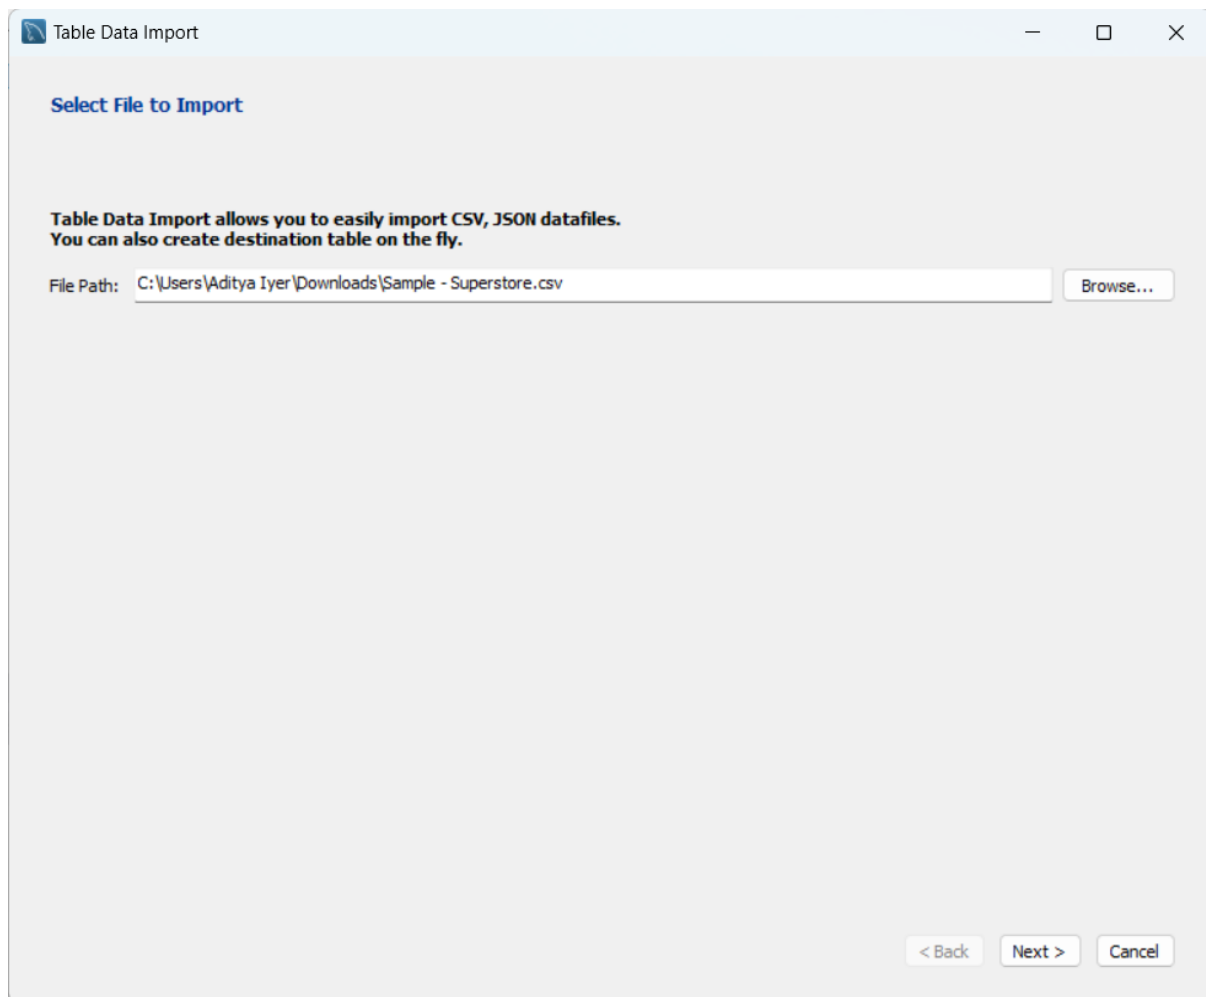 Table Data Import
Select File to Import
Table Data Import allows you to easily import CSV, JSON datafiles.
You can also create destination table on the fly.
File Path: C:\Users\Aditya Iyer\Downloads\Sample - Superstore.csv Browse...
< Back Next > Cancel